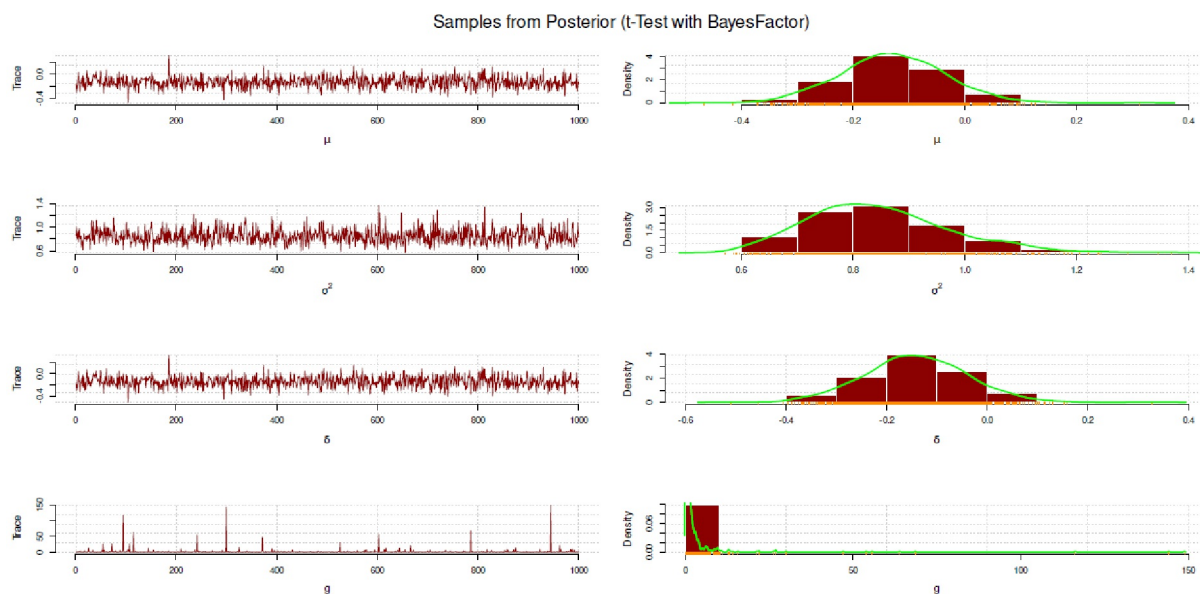 Samples from Posterior (t-Test with BayesFactor)
Trace
-0.4 0.0
0 200 400 600 800 1000
μ
Density
0 2 4
-0.4 -0.2 0.0 0.2 0.4
μ
Trace
0.6 1.0 1.4
0 200 400 600 800 1000
σ²
Density
0.0 1.5 3.0
0.6 0.8 1.0 1.2 1.4
σ²
Trace
-0.4 0.0
0 200 400 600 800 1000
δ
Density
0 2 4
-0.6 -0.4 -0.2 0.0 0.2 0.4
δ
Trace
0 50 150
0 200 400 600 800 1000
g
Density
0.00 0.06
0 50 100 150
g